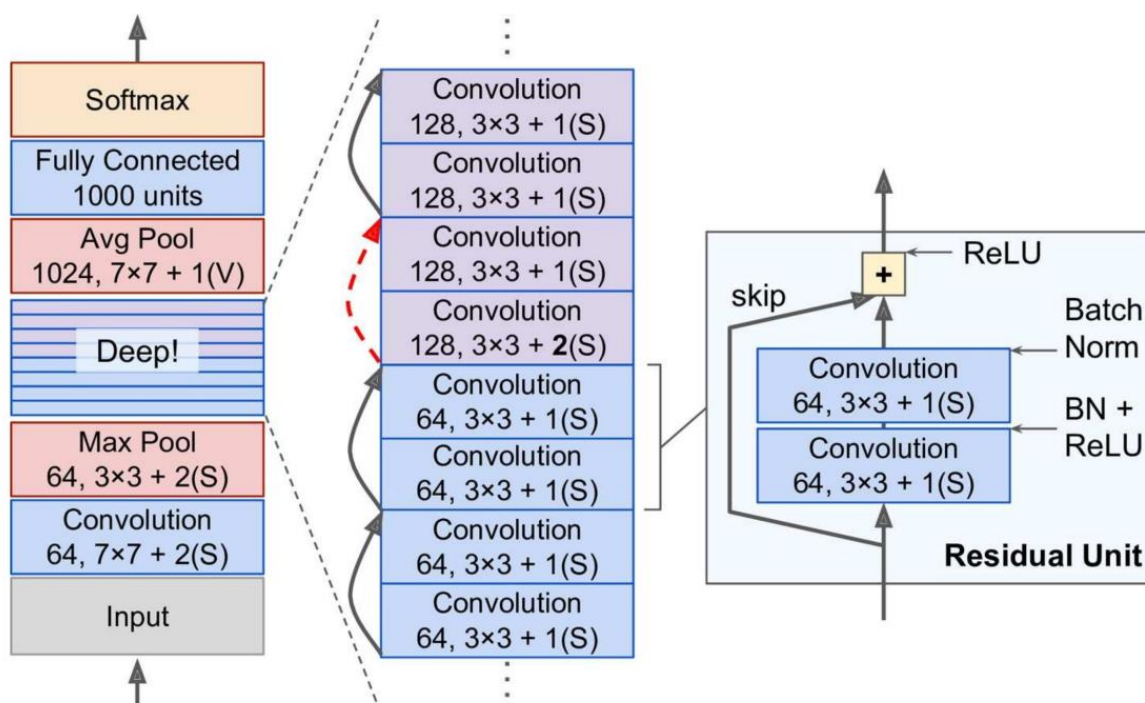 Softmax
Fully Connected
1000 units
Avg Pool
1024, 7×7 + 1(V)
Deep!
Max Pool
64, 3×3 + 2(S)
Convolution
64, 7×7 + 2(S)
Input
Convolution
128, 3×3 + 1(S)
Convolution
128, 3×3 + 1(S)
Convolution
128, 3×3 + 1(S)
Convolution
128, 3×3 + 2(S)
Convolution
64, 3×3 + 1(S)
Convolution
64, 3×3 + 1(S)
Convolution
64, 3×3 + 1(S)
Convolution
64, 3×3 + 1(S)
ReLU
+
skip
Batch
Norm
Convolution
64, 3×3 + 1(S)
BN +
ReLU
Convolution
64, 3×3 + 1(S)
Residual Unit